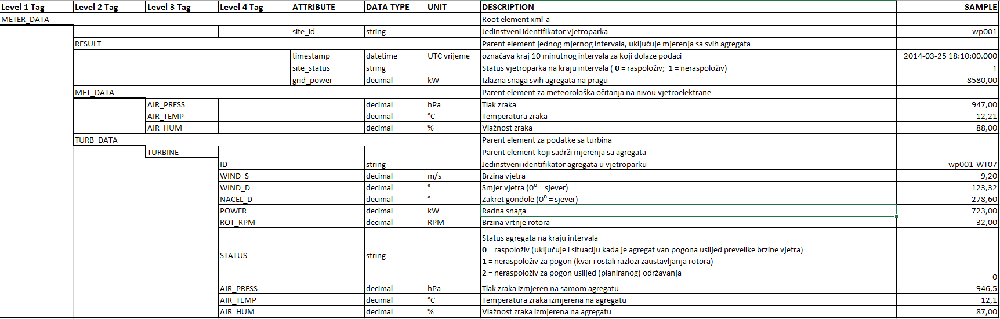 Level 1 Tag Level 2 Tag Level 3 Tag Level 4 Tag ATTRIBUTE DATA TYPE UNIT DESCRIPTION SAMPLE
METER_DATA Root element xml-a
site_id string Jedinstveni identifikator vjetroparka wp001
RESULT Parent element jednog mjernog intervala, uključuje mjerenja sa svih agregata
timestamp datetime UTC vrijeme označava kraj 10 minutnog intervala za koji dolaze podaci 2014-03-25 18:10:00.000
site_status string Status vjetroparka na kraju intervala ( 0 = raspoloživ; 1 = neraspoloživ) 1
grid_power decimal kW Izlazna snaga svih agregata na pragu 8580,00
MET_DATA Parent element za meteorološka očitanja na nivou vjetroelektrane
AIR_PRESS decimal hPa Tlak zraka 947,00
AIR_TEMP decimal °C Temperatura zraka 12,21
AIR_HUM decimal % Vlažnost zraka 88,00
TURB_DATA Parent element za podatke sa turbina
TURBINE Parent element koji sadrži mjerenja sa agregata
ID string Jedinstveni identifikator agregata u vjetroparku wp001-WT07
WIND_S decimal m/s Brzina vjetra 9,20
WIND_D decimal ° Smjer vjetra (0⁰ = sjever) 123,32
NACEL_D decimal ° Zakret gondole (0⁰ = sjever) 278,60
POWER decimal kW Radna snaga 723,00
ROT_RPM decimal RPM Brzina vrtnje rotora 32,00
Status agregata na kraju intervala
0 = raspoloživ (uključuje i situaciju kada je agregat van pogona uslijed prevelike brzine vjetra)
STATUS string
1 = neraspoloživ za pogon (kvar i ostali razlozi zaustavljanja rotora)
2 = neraspoloživ za pogon uslijed (planiranog) održavanja
0
AIR_PRESS decimal hPa Tlak zraka izmjeren na samom agregatu 946,5
AIR_TEMP decimal °C Temperatura zraka izmjerena na agregatu 12,1
AIR_HUM decimal % Vlažnost zraka izmjerena na agregatu 87,00